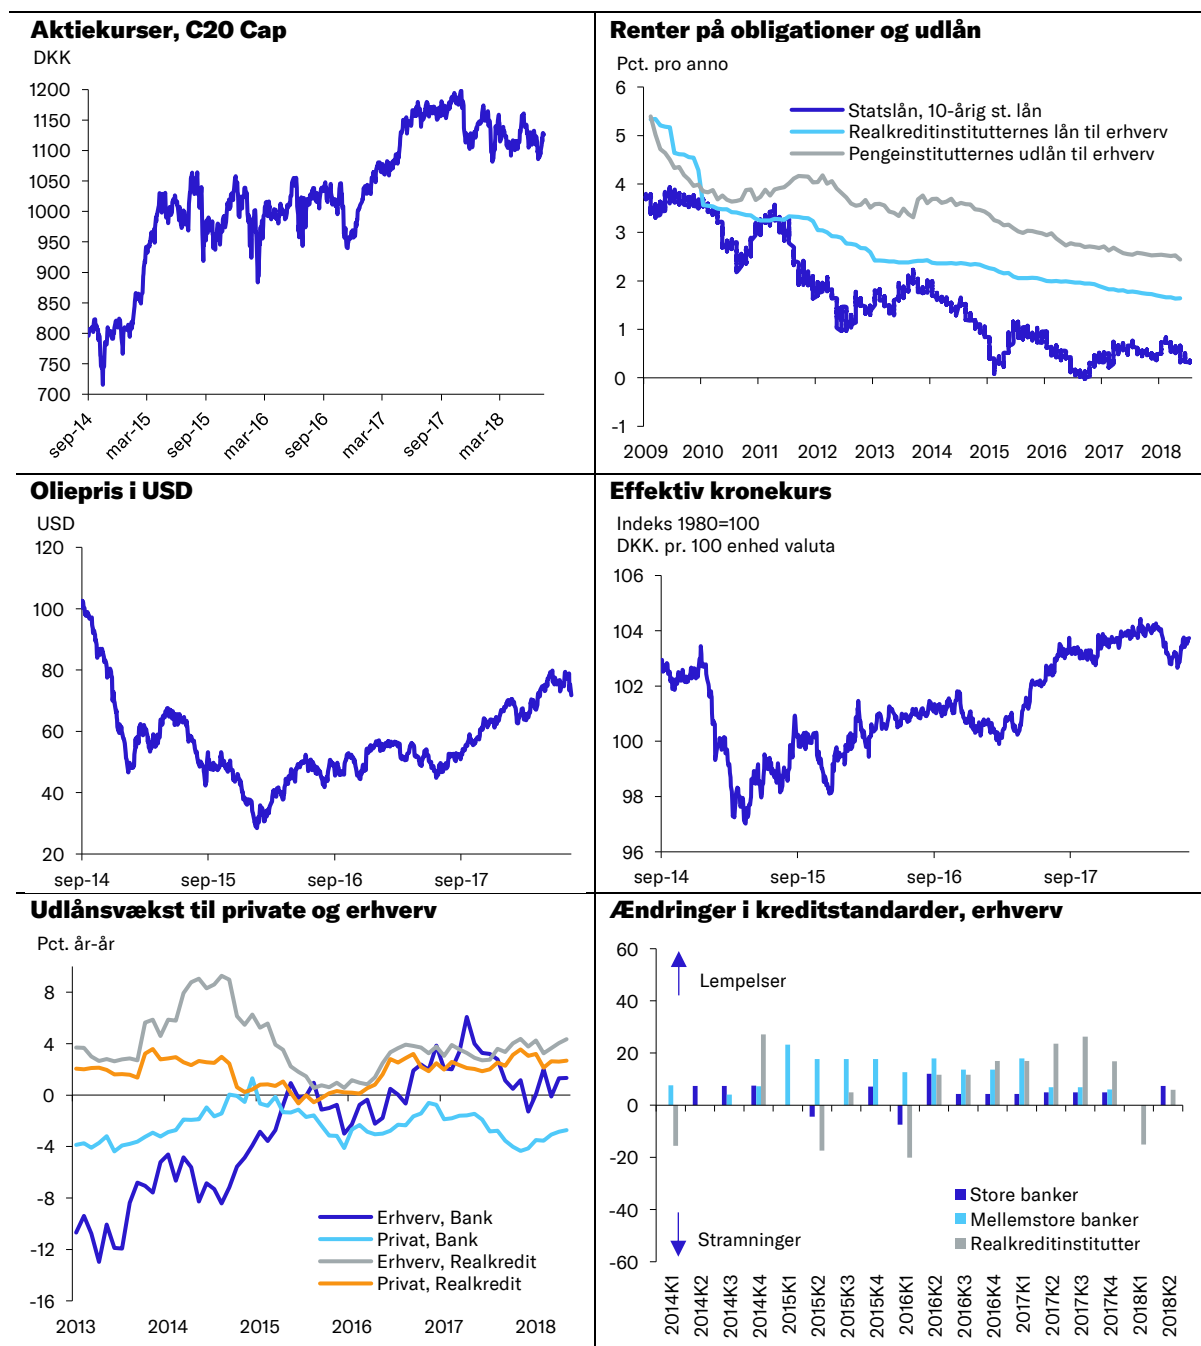 Aktiekurser, C20 Cap
DKK
1200
1150
1100
1050
1000
950
900
850
800
750
700
sep-14
mar-15
sep-15
mar-16
sep-16
mar-17
sep-17
mar-18
Renter på obligationer og udlån
Pct. pro anno
6
5
4
3
2
1
0
-1
Statslån, 10-årig st. lån
Realkreditinstitutternes lån til erhverv
Pengeinstitutternes udlån til erhverv
2009 2010 2011 2012 2013 2014 2015 2016 2017 2018
Oliepris i USD
USD
120
100
80
60
40
20
sep-14 sep-15 sep-16 sep-17
Effektiv kronekurs
Indeks 1980=100
DKK. pr. 100 enhed valuta
106
104
102
100
98
96
sep-14 sep-15 sep-16 sep-17
Udlånsvækst til private og erhverv
Pct. år-år
8
4
0
-4
-8
-12
-16
Erhverv, Bank
Privat, Bank
Erhverv, Realkredit
Privat, Realkredit
2013 2014 2015 2016 2017 2018
Ændringer i kreditstandarder, erhverv
60
40
20
0
-20
-40
-60
Lempelser
Stramninger
Store banker
Mellemstore banker
Realkreditinstitutter
2014K1
2014K2
2014K3
2014K4
2015K1
2015K2
2015K3
2015K4
2016K1
2016K2
2016K3
2016K4
2017K1
2017K2
2017K3
2017K4
2018K1
2018K2